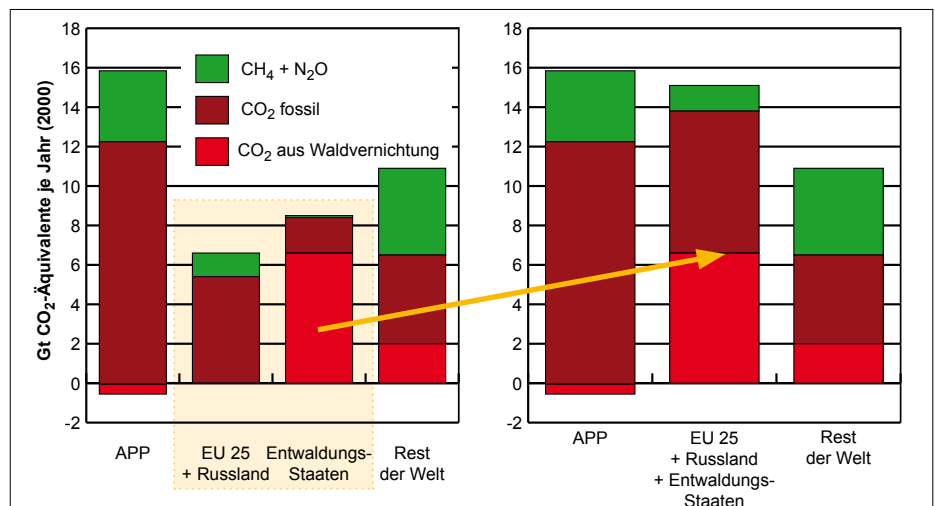 Gt CO₂-Äquivalente je Jahr (2000)
18
16
14
12
10
8
6
4
2
0
-2
CH₄ + N₂O
CO₂ fossil
CO₂ aus Waldvernichtung
APP
EU 25
+ Russland
Entwaldungs-
Staaten
Rest
der Welt
18
16
14
12
10
8
6
4
2
0
-2
APP
EU 25
+ Russland
+ Entwaldungs-
Staaten
Rest
der Welt